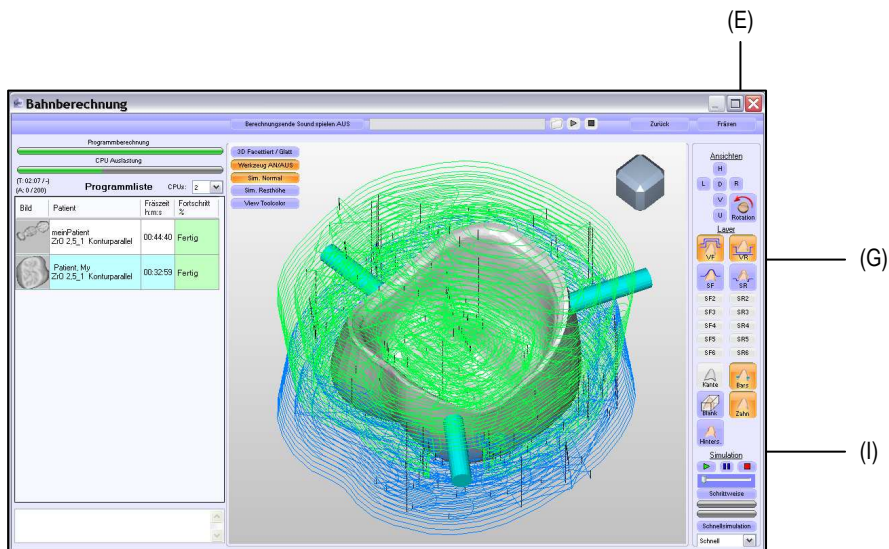 (E)
Bahnberechnung
Berechnungsende Sound spielen AUS
Zurück
Fräsen
Programmberechnung
CPU Auslastung
(T: 02:07 / -)
(A: 0 / 200)
Programmliste
CPUs: 2
Bild Patient Fräszeit h:m:s Fortschritt %
meinPatient
ZrO 2,5_1 Konturparallel
00:44:40 Fertig
Patient, My
ZrO 2,5_1 Konturparallel
00:32:59 Fertig
3D Facettiert / Glatt
Werkzeug AN/AUS
Sim. Normal
Sim. Resthöhe
View Toolcolor
Ansichten
H
L D R
V
U Rotation
Layer
VF VR
SF SR
SF2 SR2
SF3 SR3
SF4 SR4
SF5 SR5
SF6 SR6
Kante Bars
Blank Zahn
Hinters.
Simulation
Schrittweise
Schnellsimulation
Schnell
(G)
(I)